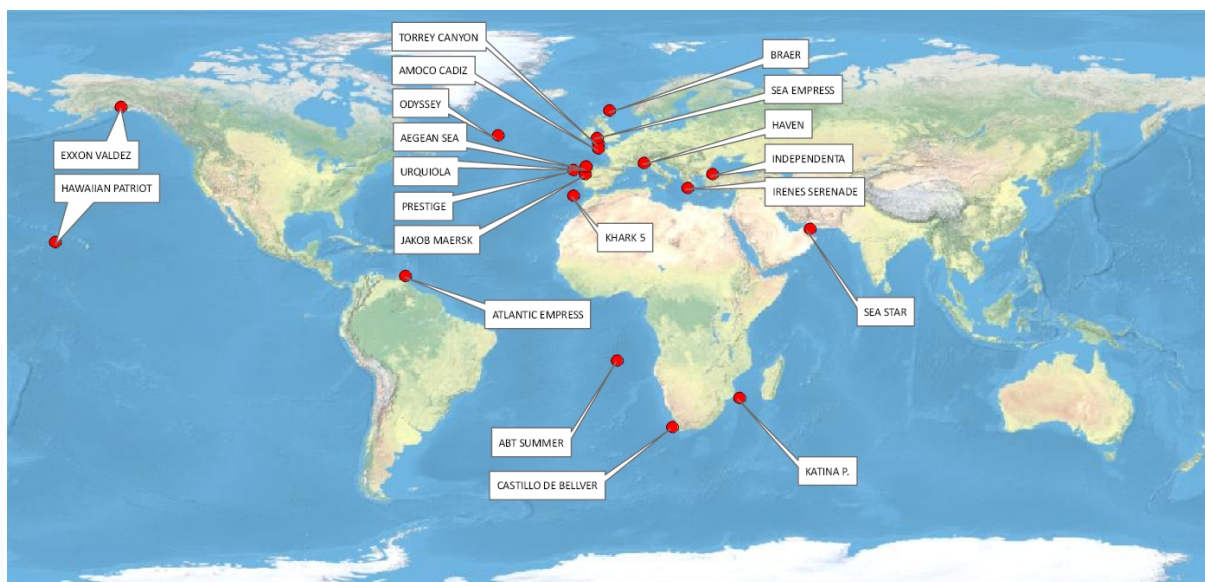 TORREY CANYON
AMOCO CADIZ
ODYSSEY
AEGEAN SEA
URQUIOLA
PRESTIGE
JAKOB MAERSK
EXXON VALDEZ
HAWAIIAN PATRIOT
BRAER
SEA EMPRESS
HAVEN
INDEPENDENTA
IRENES SERENADE
KHARK 5
SEA STAR
ATLANTIC EMPRESS
ABT SUMMER
CASTILLO DE BELLVER
KATINA P.